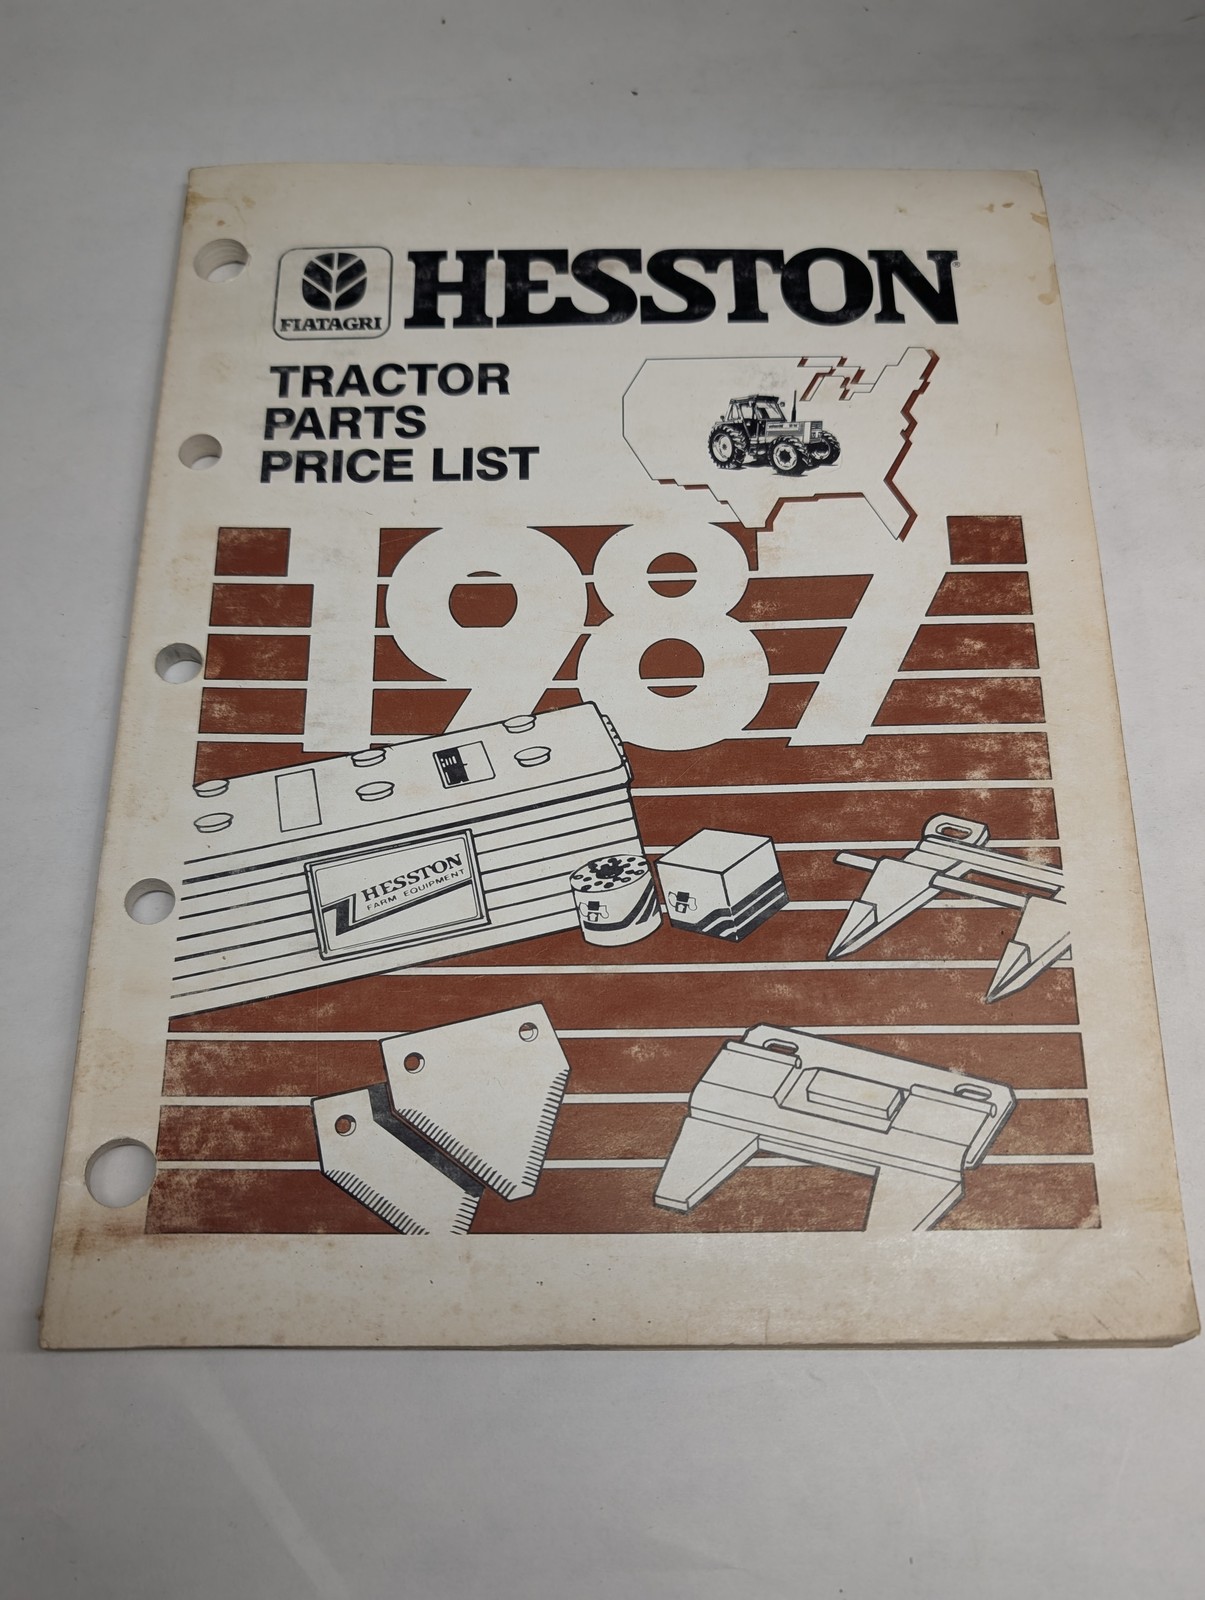 FIATAGRI
HESSTON®
TRACTOR
PARTS
PRICE LIST
1987
HESSTON
FARM EQUIPMENT